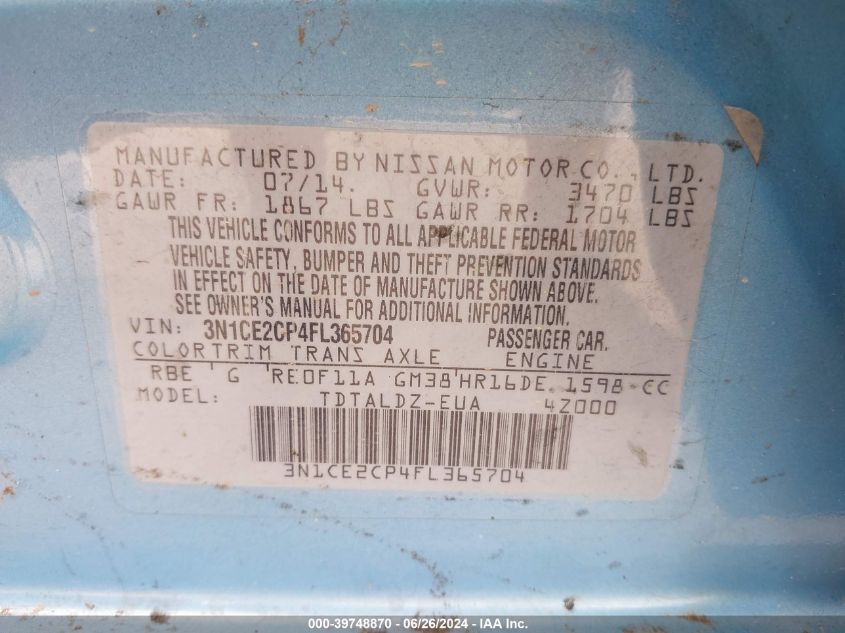 MANUFACTURED BY NISSAN MOTOR CO., LTD.
DATE: 07/14. GVWR: 3470 LBS
GAWR FR: 1867 LBS GAWR RR: 1704 LBS
THIS VEHICLE CONFORMS TO ALL APPLICABLE FEDERAL MOTOR
VEHICLE SAFETY, BUMPER AND THEFT PREVENTION STANDARDS
IN EFFECT ON THE DATE OF MANUFACTURE SHOWN ABOVE.
SEE OWNER'S MANUAL FOR ADDITIONAL INFORMATION.
VIN: 3N1CE2CP4FL365704 PASSENGER CAR.
COLOR TRIM TRANS AXLE ENGINE
RBE G RE0F11A GM38 HR16DE 1598 CC
MODEL: TDTALDZ-EUA 42000
3N1CE2CP4FL365704
000-39748870 - 06/26/2024 - IAA Inc.